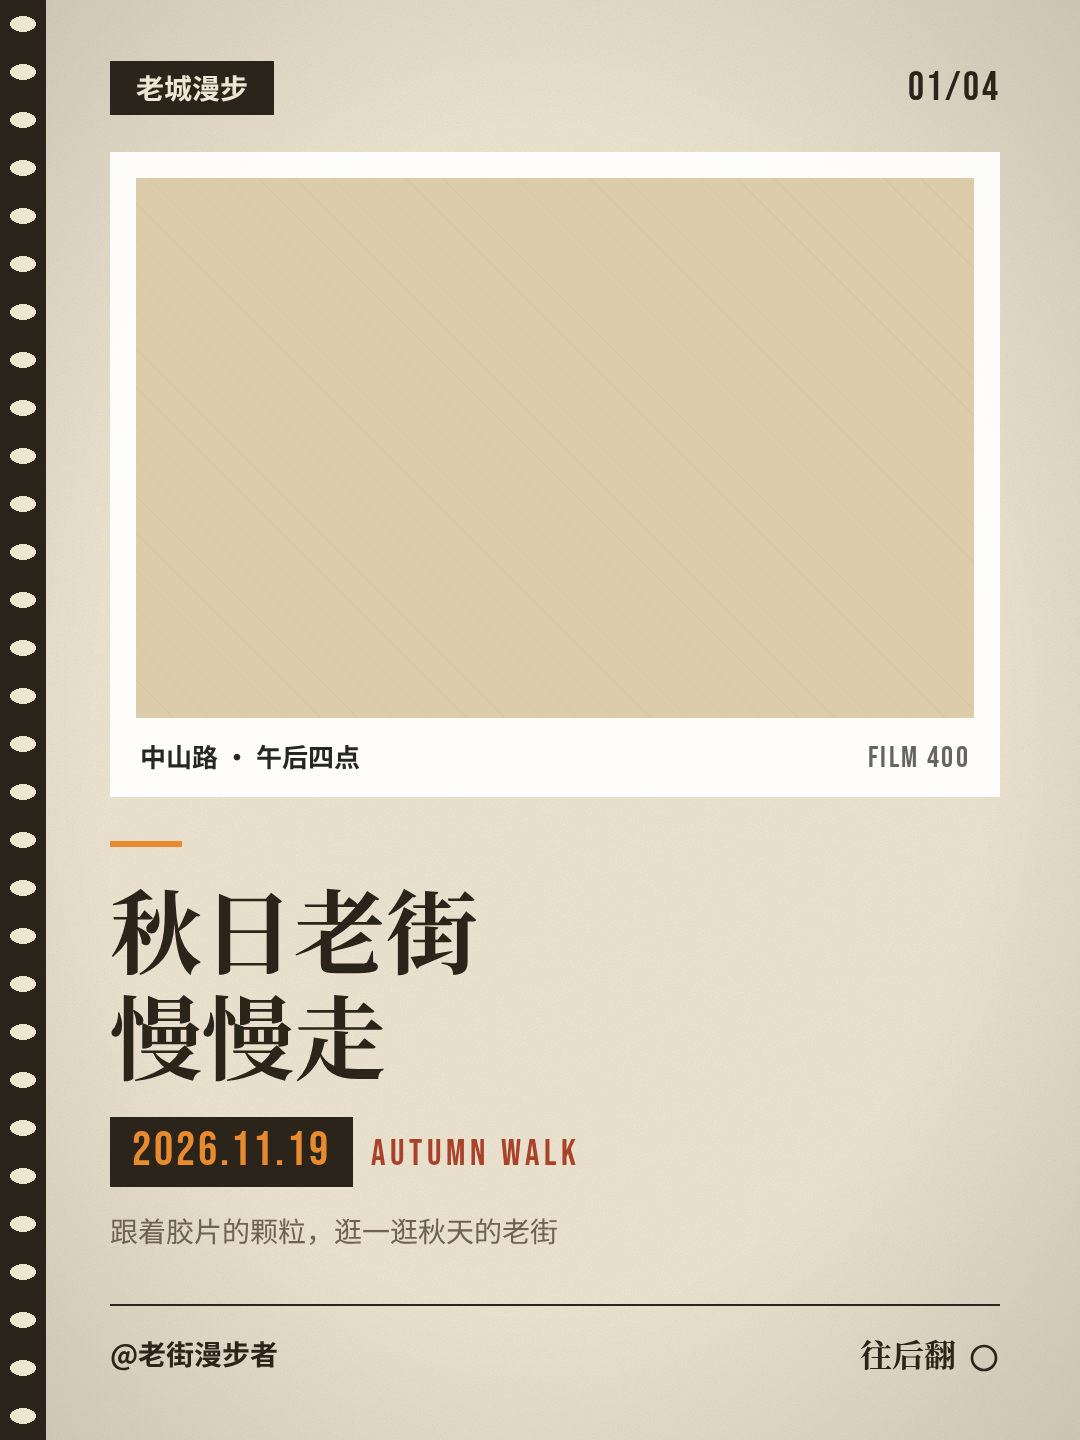 老城漫步
01/04
中山路 · 午后四点
FILM 400
秋日老街
慢慢走
2026.11.19
AUTUMN WALK
跟着胶片的颗粒，逛一逛秋天的老街
@老街漫步者
往后翻 ○